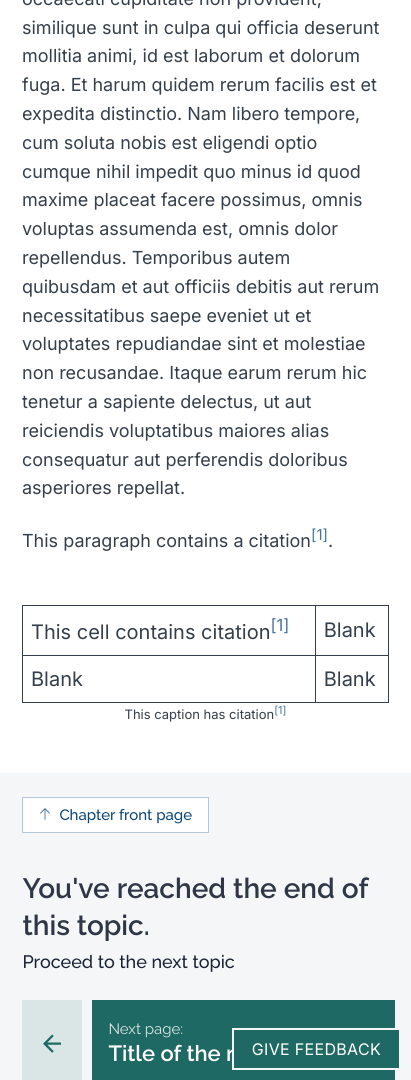 occaecati cupiditate non provident,
similique sunt in culpa qui officia deserunt
mollitia animi, id est laborum et dolorum
fuga. Et harum quidem rerum facilis est et
expedita distinctio. Nam libero tempore,
cum soluta nobis est eligendi optio
cumque nihil impedit quo minus id quod
maxime placeat facere possimus, omnis
voluptas assumenda est, omnis dolor
repellendus. Temporibus autem
quibusdam et aut officiis debitis aut rerum
necessitatibus saepe eveniet ut et
voluptates repudiandae sint et molestiae
non recusandae. Itaque earum rerum hic
tenetur a sapiente delectus, ut aut
reiciendis voluptatibus maiores alias
consequatur aut perferendis doloribus
asperiores repellat.
This paragraph contains a citation[1].
This cell contains citation[1] Blank
Blank Blank
This caption has citation[1]
↑ Chapter front page
You've reached the end of
this topic.
Proceed to the next topic
Next page:
Title of the
GIVE FEEDBACK